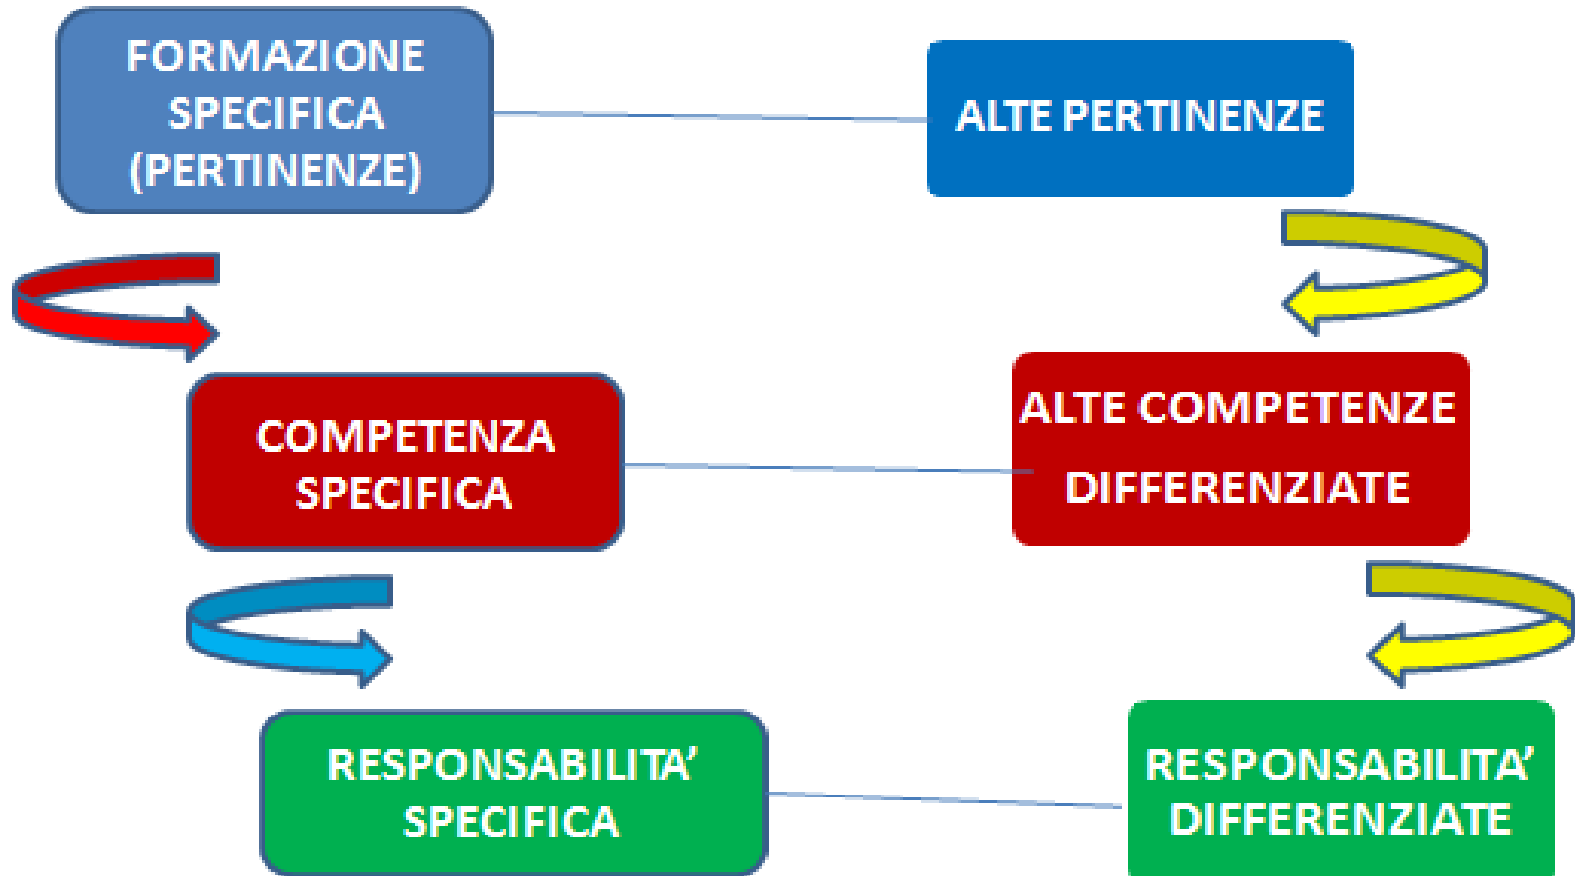 FORMAZIONE
SPECIFICA
(PERTINENZE)
ALTE PERTINENZE
COMPETENZA
SPECIFICA
ALTE COMPETENZE
DIFFERENZIATE
RESPONSABILITA’
SPECIFICA
RESPONSABILITA’
DIFFERENZIATE